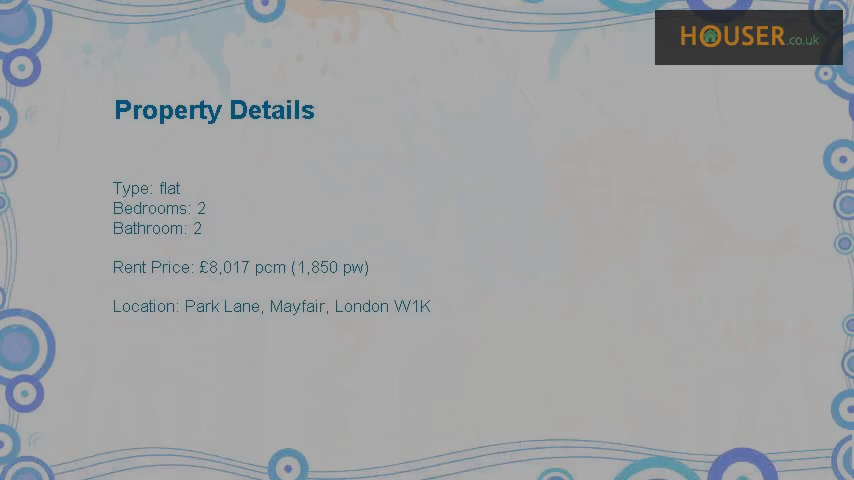 HOUSER.co.uk
Property Details
Type: flat
Bedrooms: 2
Bathroom: 2
Rent Price: £8,017 pcm (1,850 pw)
Location: Park Lane, Mayfair, London W1K